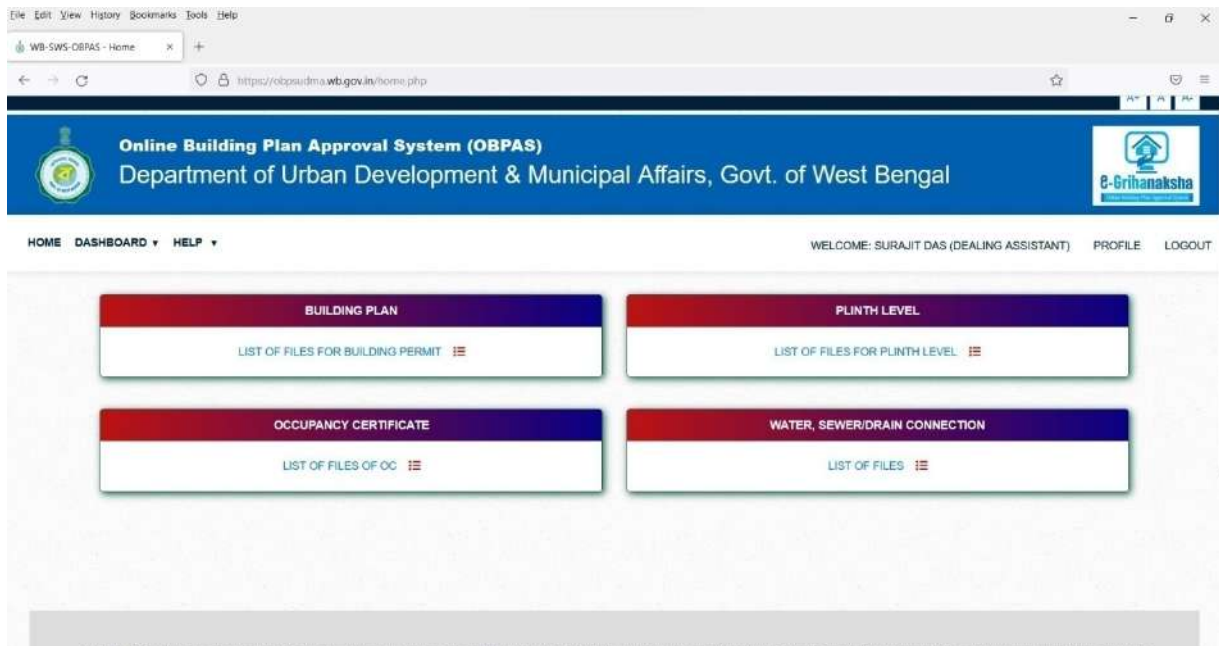 File Edit View History Bookmarks Tools Help
WB-SWS-OBPAS - Home
https://obpsudma.wb.gov.in/home.php
A+ A A-
Online Building Plan Approval System (OBPAS)
Department of Urban Development & Municipal Affairs, Govt. of West Bengal
e-Grihanaksha
HOME DASHBOARD HELP
WELCOME: SURAJIT DAS (DEALING ASSISTANT) PROFILE LOGOUT
BUILDING PLAN
LIST OF FILES FOR BUILDING PERMIT
PLINTH LEVEL
LIST OF FILES FOR PLINTH LEVEL
OCCUPANCY CERTIFICATE
LIST OF FILES OF OC
WATER, SEWER/DRAIN CONNECTION
LIST OF FILES